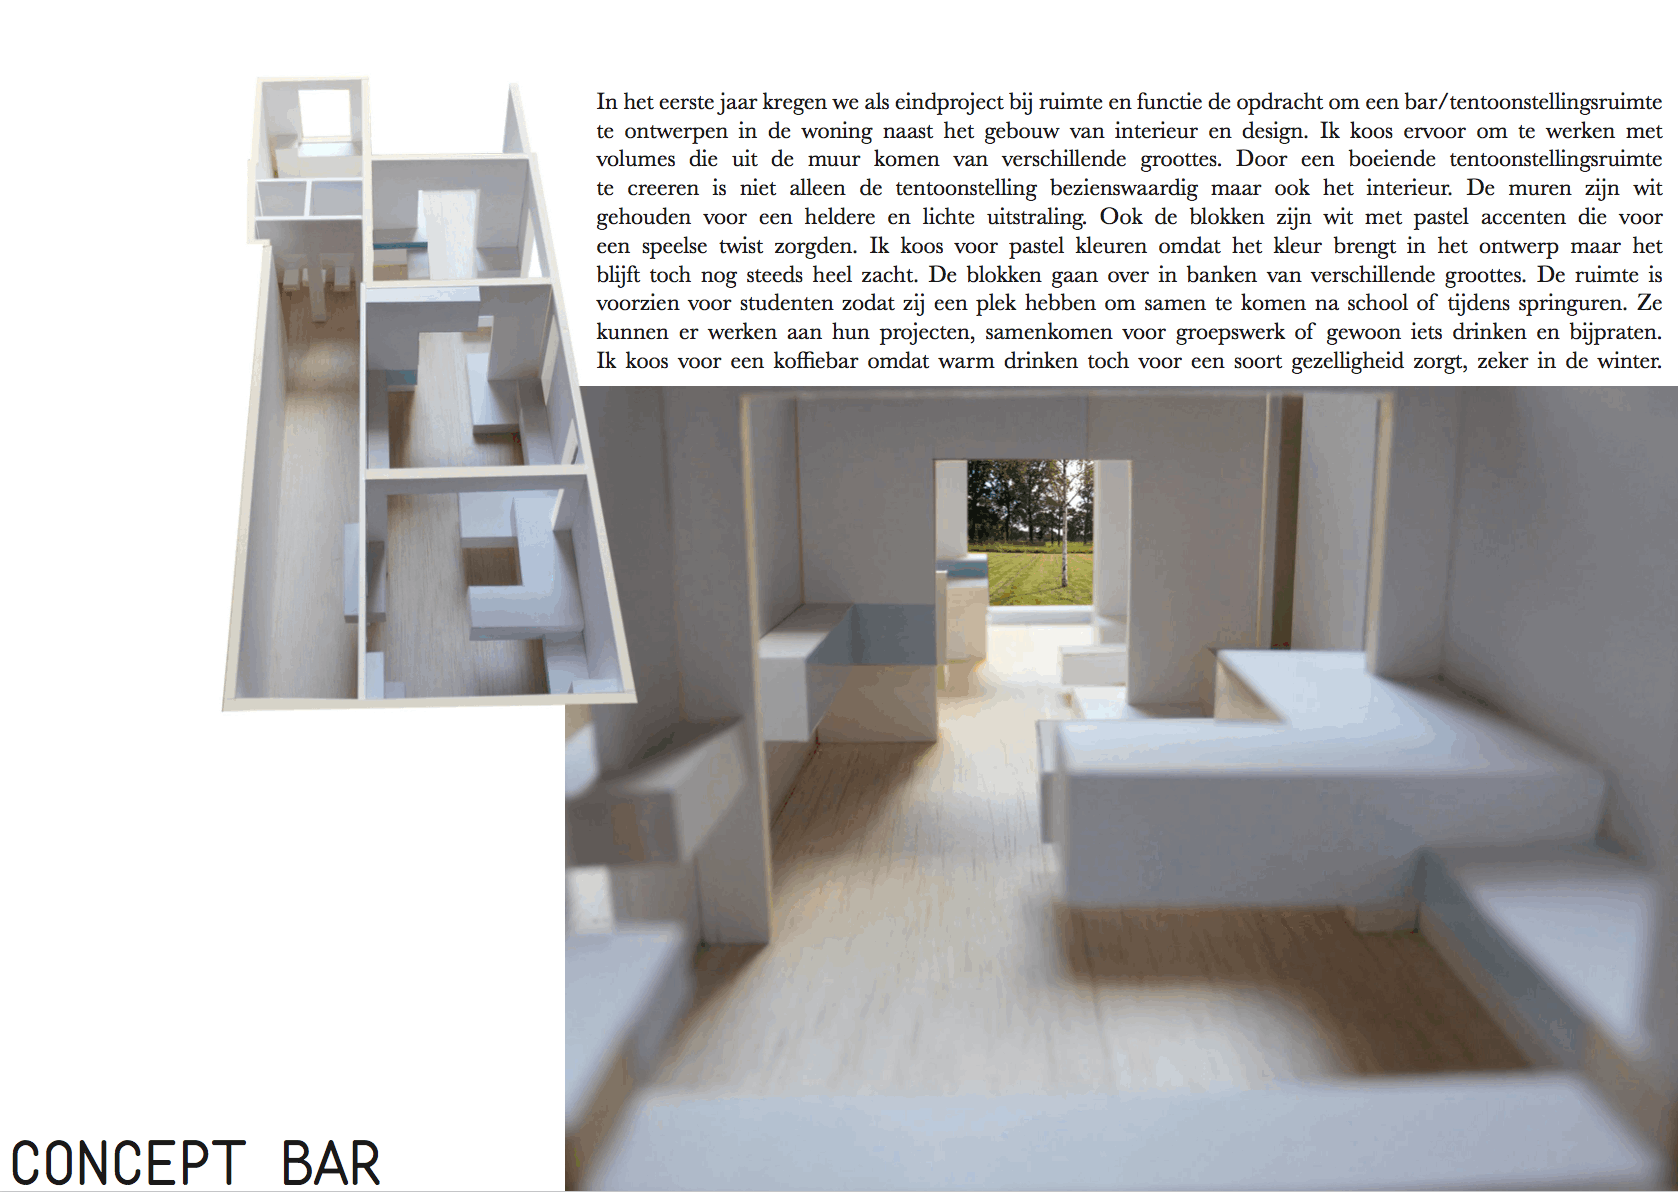 In het eerste jaar kregen we als eindproject bij ruimte en functie de opdracht om een bar/tentoonstellingsruimte
te ontwerpen in de woning naast het gebouw van interieur en design. Ik koos ervoor om te werken met
volumes die uit de muur komen van verschillende groottes. Door een boeiende tentoonstellingsruimte
te creeren is niet alleen de tentoonstelling bezienswaardig maar ook het interieur. De muren zijn wit
gehouden voor een heldere en lichte uitstraling. Ook de blokken zijn wit met pastel accenten die voor
een speelse twist zorgden. Ik koos voor pastel kleuren omdat het kleur brengt in het ontwerp maar het
blijft toch nog steeds heel zacht. De blokken gaan over in banken van verschillende groottes. De ruimte is
voorzien voor studenten zodat zij een plek hebben om samen te komen na school of tijdens springuren. Ze
kunnen er werken aan hun projecten, samenkomen voor groepswerk of gewoon iets drinken en bijpraten.
Ik koos voor een koffiebar omdat warm drinken toch voor een soort gezelligheid zorgt, zeker in de winter.
CONCEPT BAR